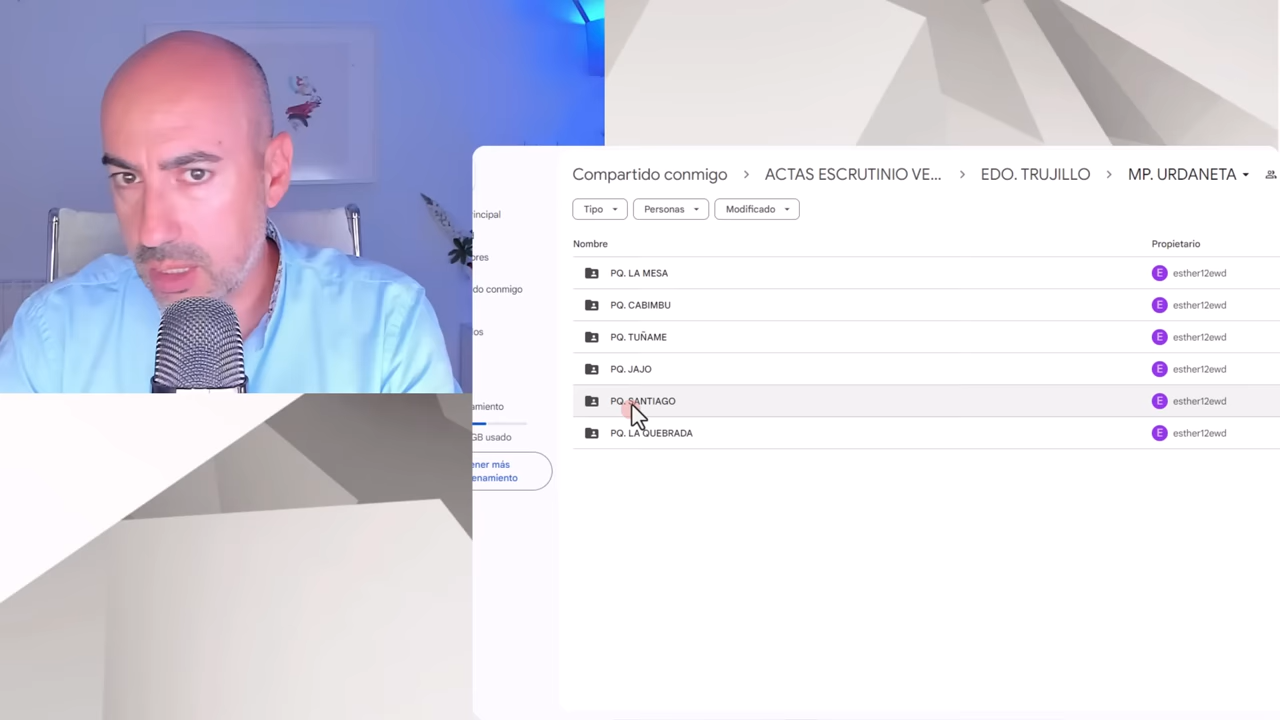 Compartido conmigo > ACTAS ESCRUTINIO VE... > EDO. TRUJILLO > MP. URDANETA
Tipo Personas Modificado
Nombre Propietario
PQ. LA MESA E esther12ewd
PQ. CABIMBU E esther12ewd
PQ. TUÑAME E esther12ewd
PQ. JAJO E esther12ewd
PQ. SANTIAGO E esther12ewd
PQ. LA QUEBRADA E esther12ewd
incipal
ores
do conmigo
os
amiento
GB usado
ener más
enamiento